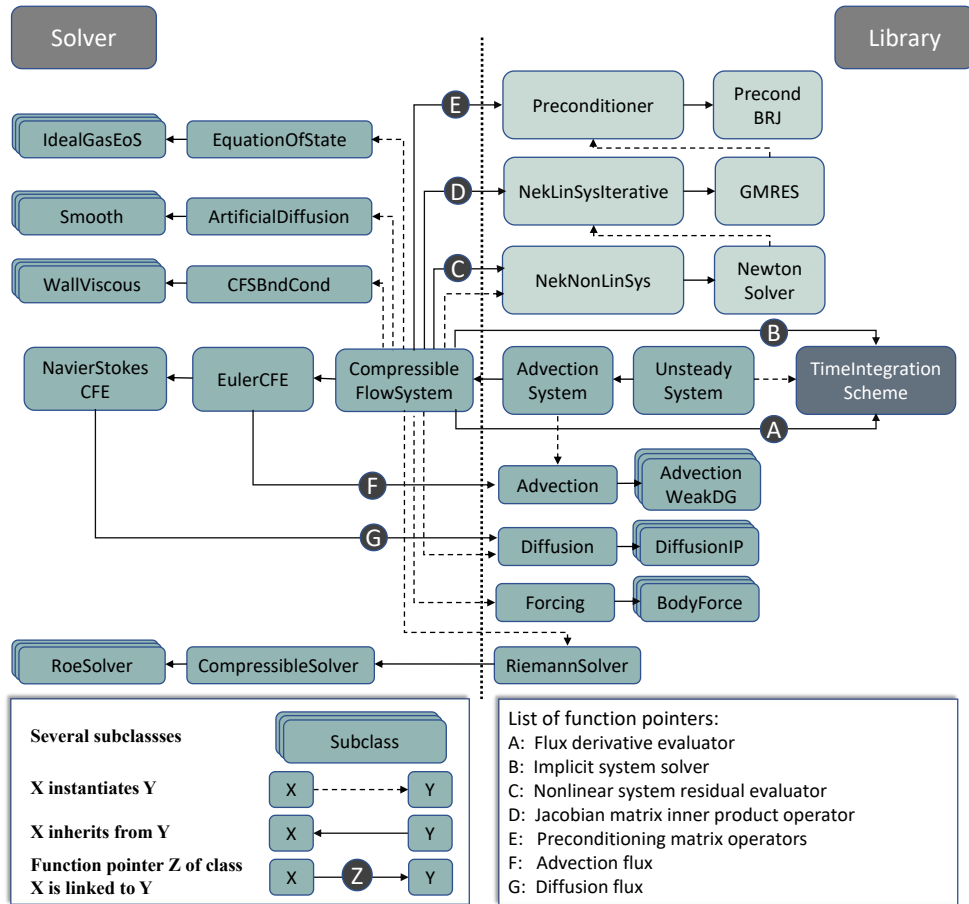 Solver
Library
E
Preconditioner
Precond
BRJ
IdealGasEoS
EquationOfState
D
NekLinSysIterative
GMRES
Smooth
ArtificialDiffusion
C
NekNonLinSys
Newton
Solver
WallViscous
CFSBndCond
B
NavierStokes
CFE
EulerCFE
Compressible
FlowSystem
Advection
System
Unsteady
System
TimeIntegration
Scheme
A
F
Advection
Advection
WeakDG
G
Diffusion
DiffusionIP
Forcing
BodyForce
RoeSolver
CompressibleSolver
RiemannSolver
Several subclassses
Subclass
X instantiates Y
X
Y
X inherits from Y
X
Y
Function pointer Z of class
X is linked to Y
X
Z
Y
List of function pointers:
A: Flux derivative evaluator
B: Implicit system solver
C: Nonlinear system residual evaluator
D: Jacobian matrix inner product operator
E: Preconditioning matrix operators
F: Advection flux
G: Diffusion flux